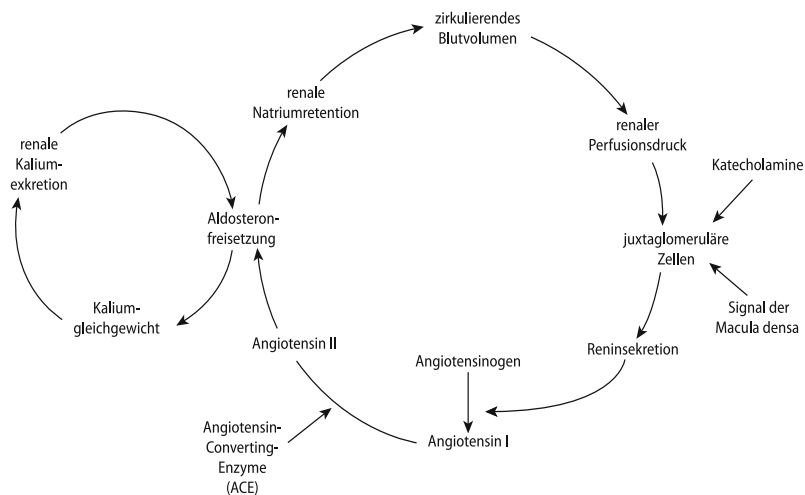 zirkulierendes
Blutvolumen
renale
Natriumretention
renaler
Perfusionsdruck
renale
Kalium-
exkretion
Katecholamine
Aldosteron-
freisetzung
juxtaglomeruläre
Zellen
Kalium-
gleichgewicht
Signal der
Macula densa
Angiotensin II
Reninsekretion
Angiotensinogen
Angiotensin-
Converting-
Enzyme
(ACE)
Angiotensin I